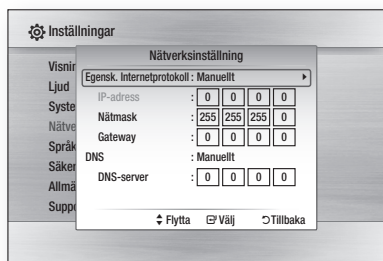 Inställningar
Nätverksinställning
Visnin
Egensk. Internetprotokoll : Manuellt
Ljud
IP-adress : 0 0 0 0
Syste
Nätmask : 255 255 255 0
Nätve
Gateway : 0 0 0 0
Språk
DNS : Manuellt
Säker
DNS-server : 0 0 0 0
Allmä
Suppo
Flytta Välj Tillbaka